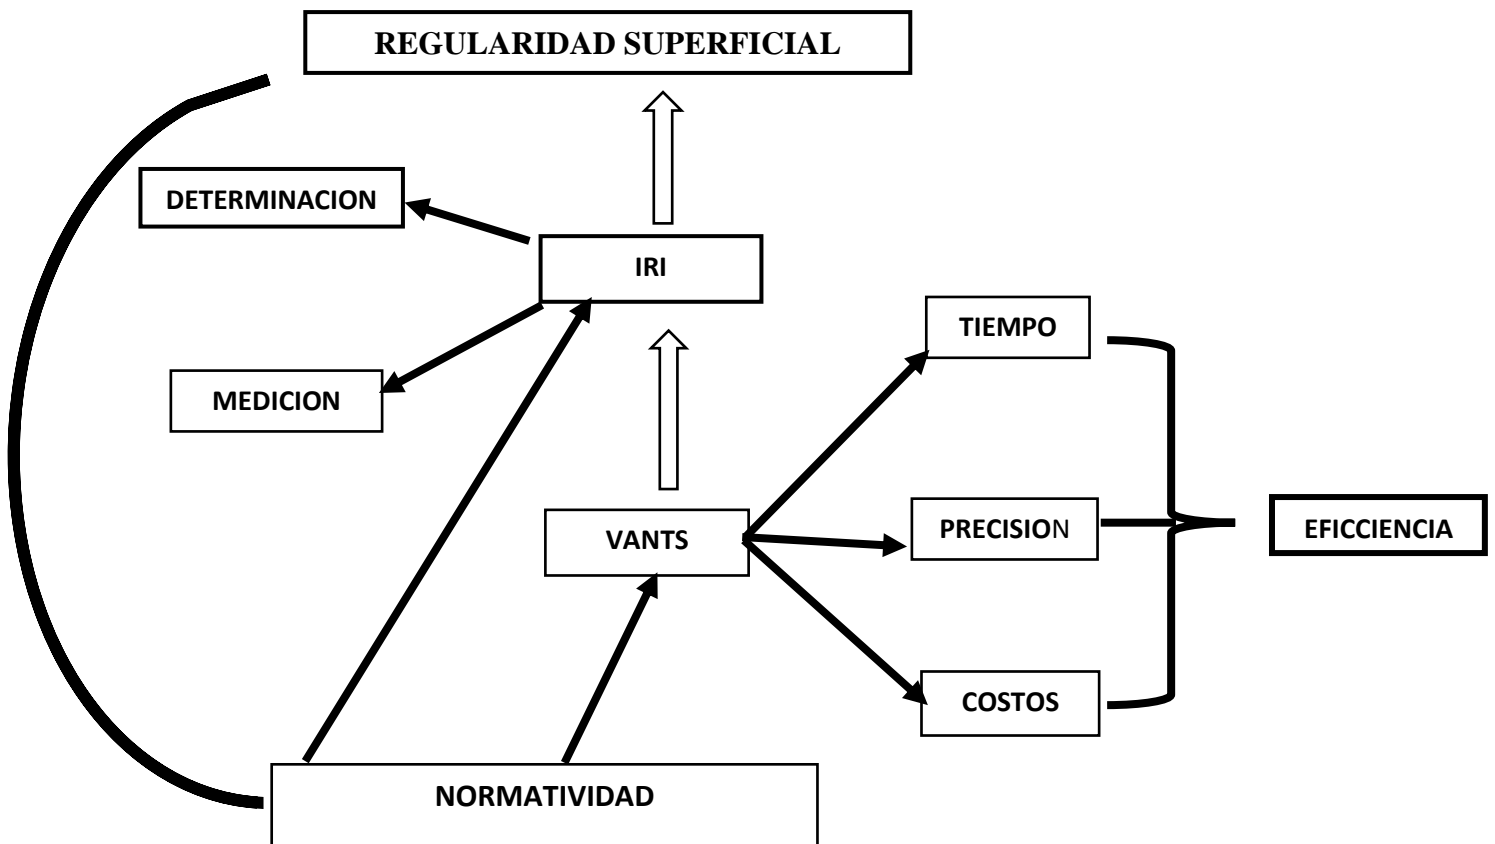 REGULARIDAD SUPERFICIAL
DETERMINACION
IRI
TIEMPO
MEDICION
PRECISION
EFICCIENCIA
VANTS
COSTOS
NORMATIVIDAD